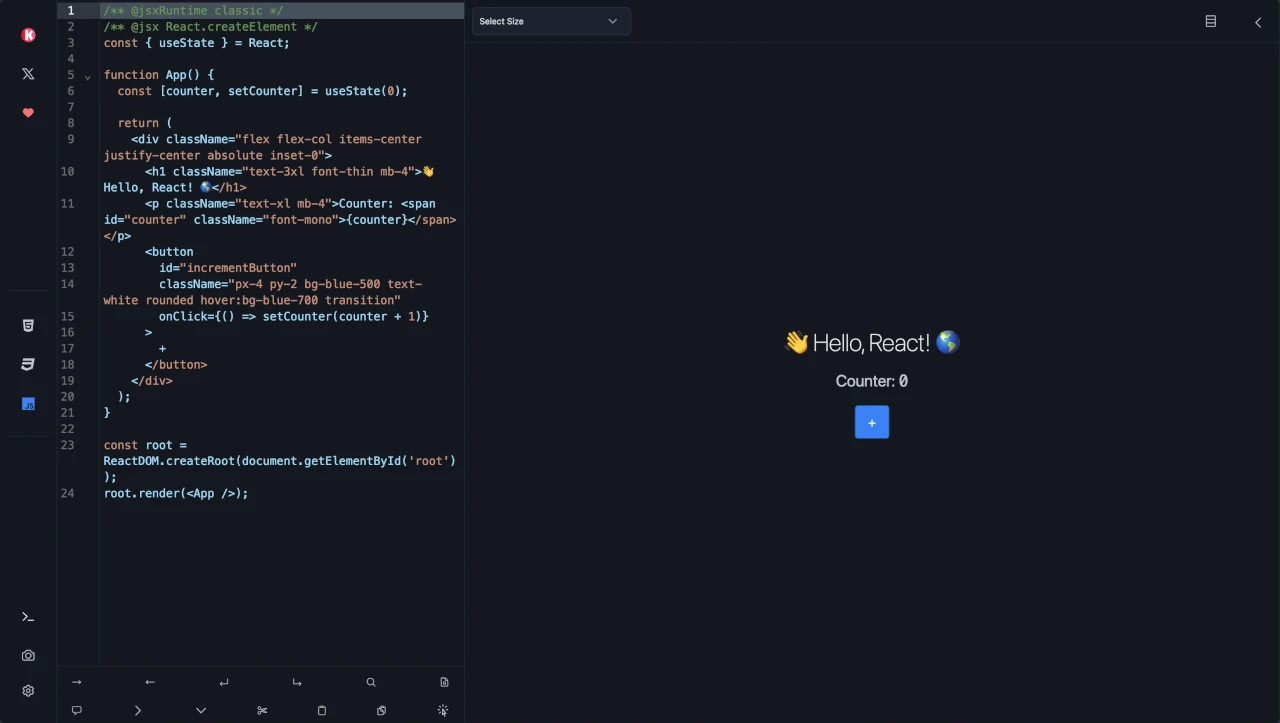 K
X
1 /** @jsxRuntime classic */
2 /** @jsx React.createElement */
3 const { useState } = React;
4
5 function App() {
6 const [counter, setCounter] = useState(0);
7
8 return (
9 <div className="flex flex-col items-center
justify-center absolute inset-0">
10 <h1 className="text-3xl font-thin mb-4">👋
Hello, React! 🌎</h1>
11 <p className="text-xl mb-4">Counter: <span
id="counter" className="font-mono">{counter}</span>
</p>
12 <button
13 id="incrementButton"
14 className="px-4 py-2 bg-blue-500 text-
white rounded hover:bg-blue-700 transition"
15 onClick={() => setCounter(counter + 1)}
16 >
17 +
18 </button>
19 </div>
20 );
21 }
22
23 const root =
ReactDOM.createRoot(document.getElementById('root')
);
24 root.render(<App />);
JS
Select Size
👋 Hello, React! 🌎
Counter: 0
+